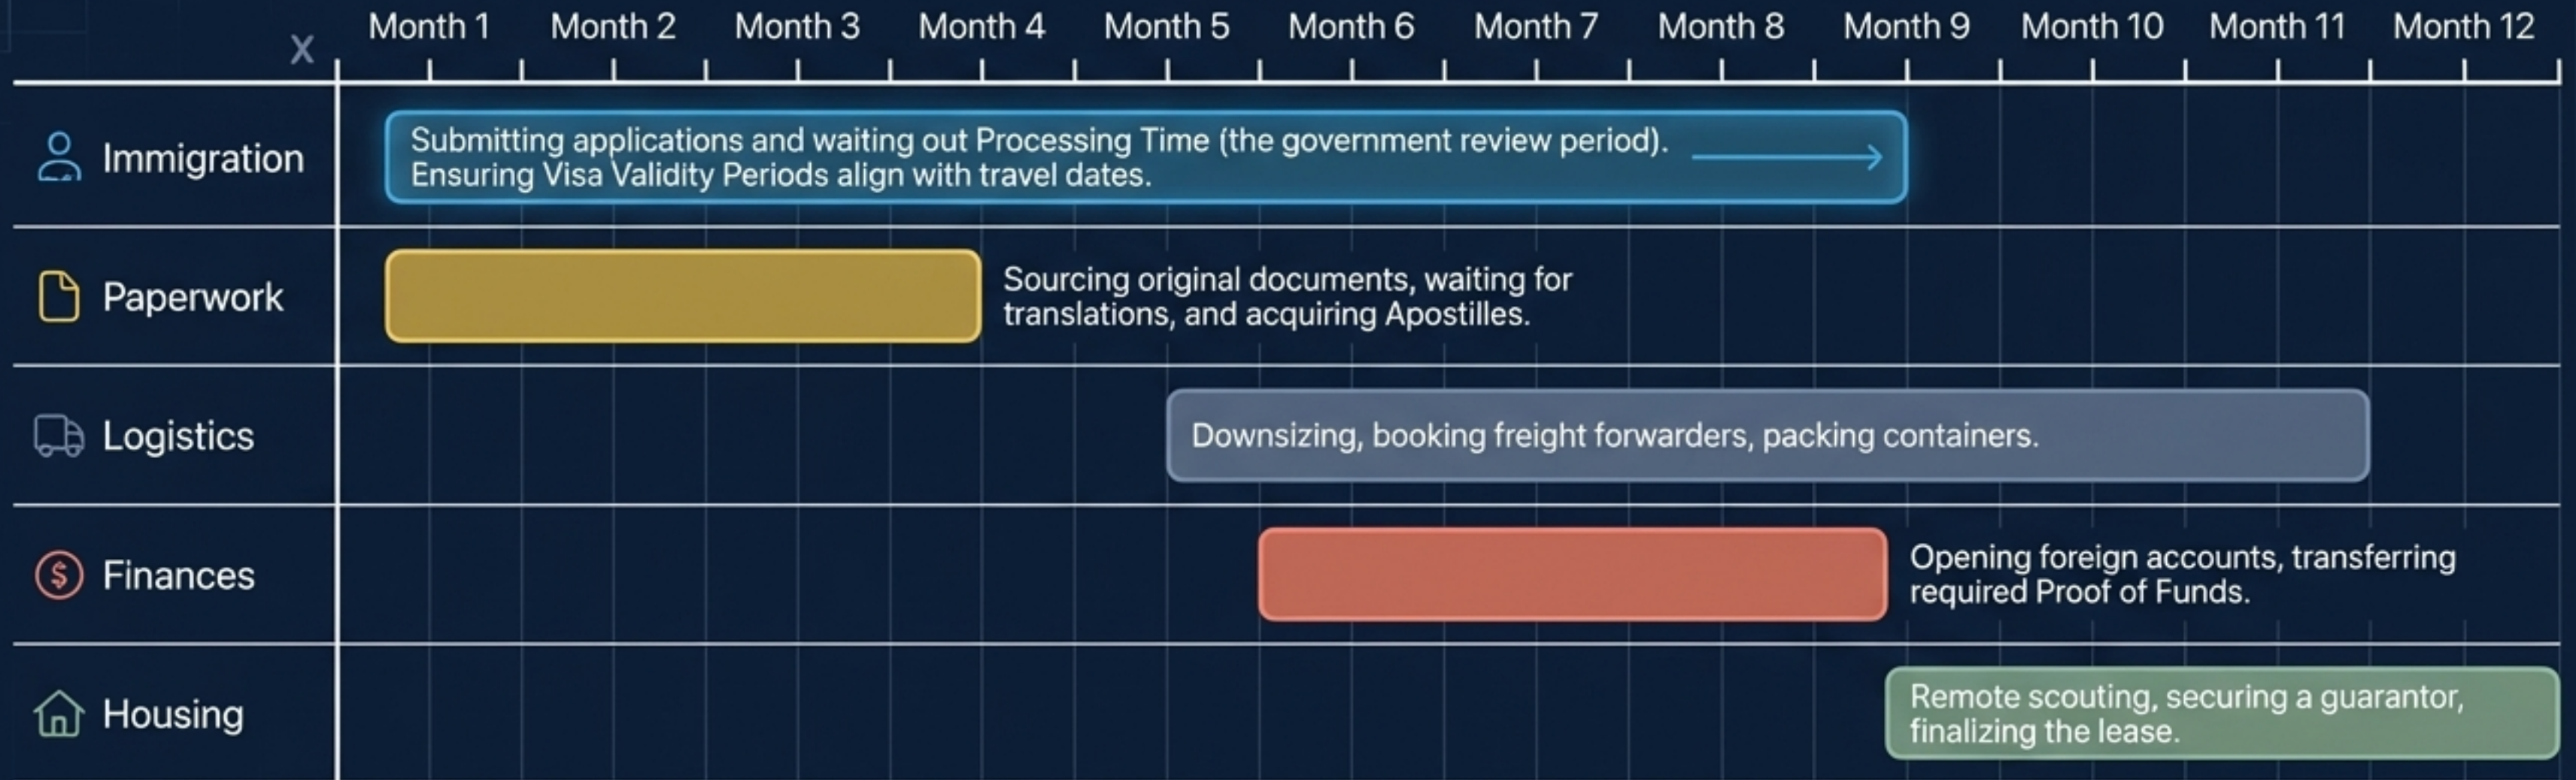 X
Month 1 Month 2 Month 3 Month 4 Month 5 Month 6 Month 7 Month 8 Month 9 Month 10 Month 11 Month 12
Immigration
Submitting applications and waiting out Processing Time (the government review period).
Ensuring Visa Validity Periods align with travel dates.
Paperwork
Sourcing original documents, waiting for
translations, and acquiring Apostilles.
Logistics
Downsizing, booking freight forwarders, packing containers.
$
Finances
Opening foreign accounts, transferring
required Proof of Funds.
Housing
Remote scouting, securing a guarantor,
finalizing the lease.